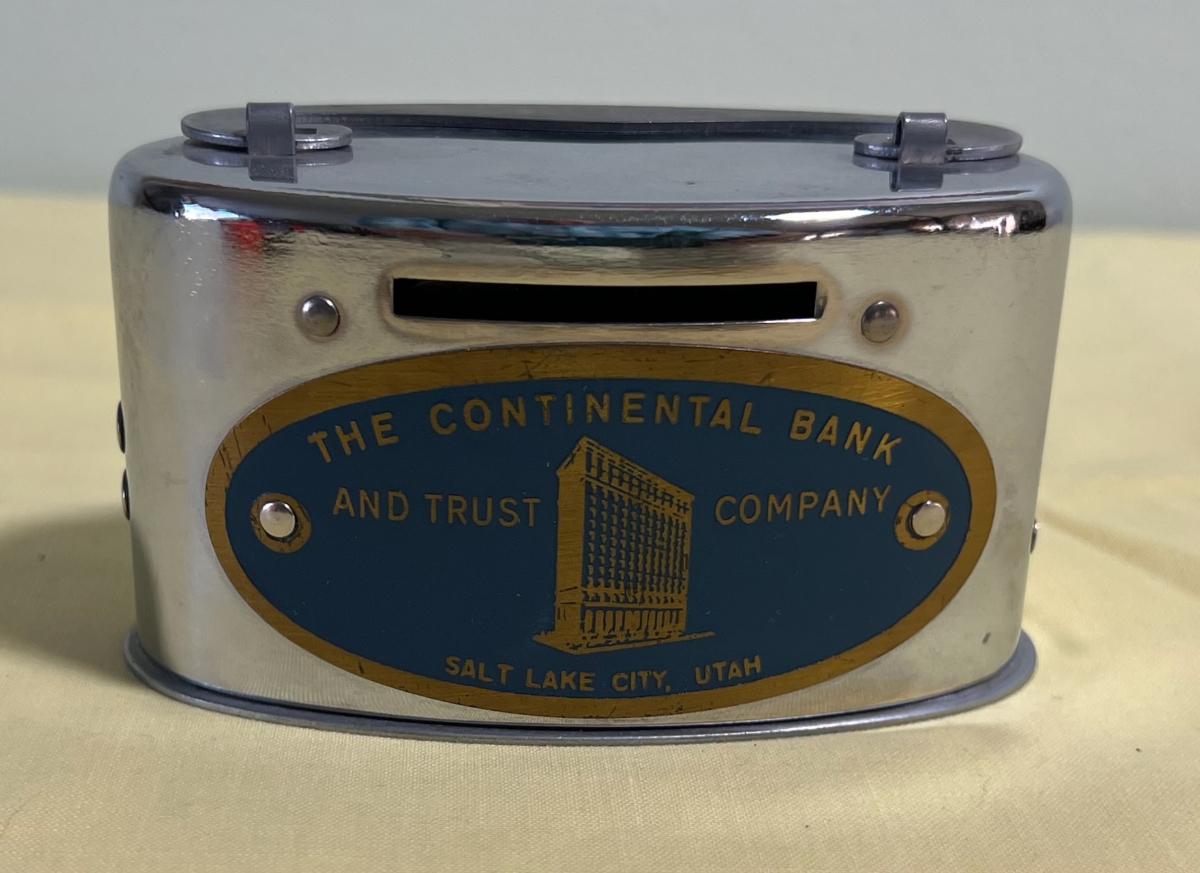 THE CONTINENTAL BANK
AND TRUST COMPANY
SALT LAKE CITY, UTAH